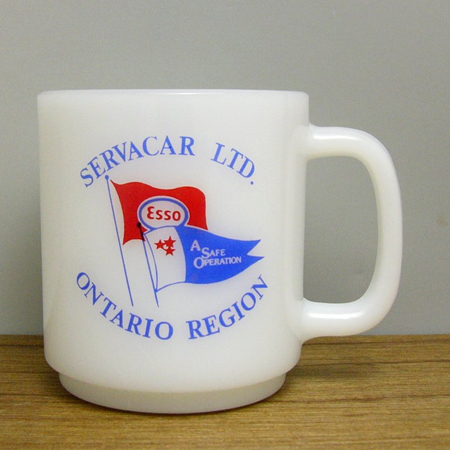 SERVACAR LTD.
Esso
A SAFE
OPERATION
ONTARIO REGION